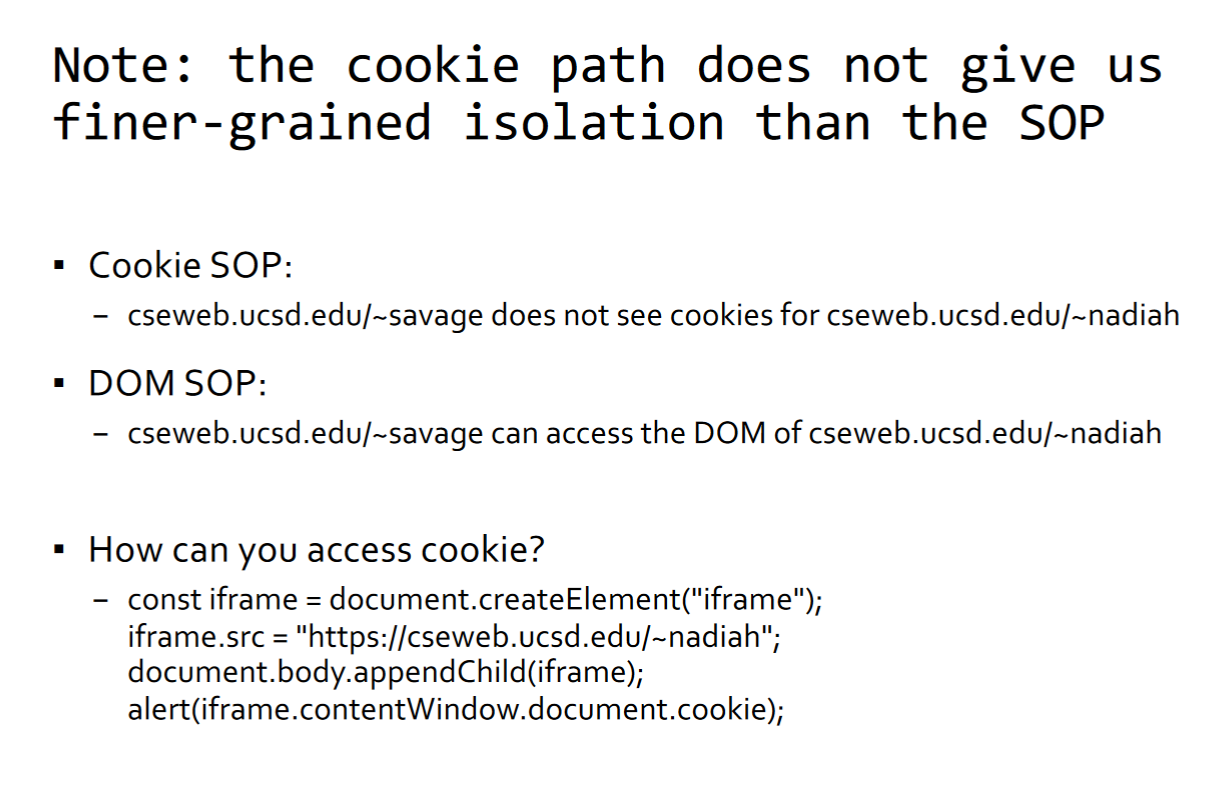 Note: the cookie path does not give us
finer-grained isolation than the SOP
▪ Cookie SOP:
– cseweb.ucsd.edu/~savage does not see cookies for cseweb.ucsd.edu/~nadiah
▪ DOM SOP:
– cseweb.ucsd.edu/~savage can access the DOM of cseweb.ucsd.edu/~nadiah
▪ How can you access cookie?
– const iframe = document.createElement("iframe");
iframe.src = "https://cseweb.ucsd.edu/~nadiah";
document.body.appendChild(iframe);
alert(iframe.contentWindow.document.cookie);